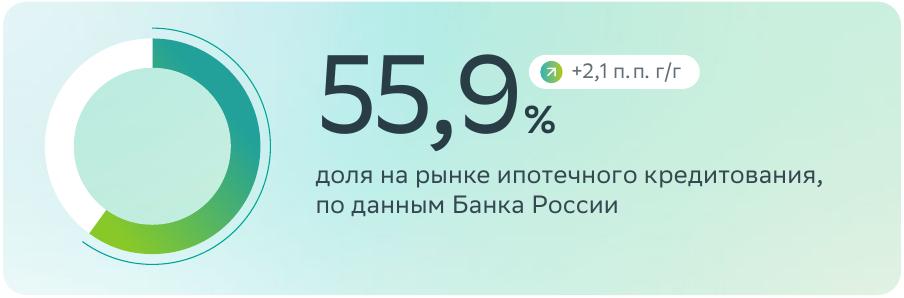 55,9% +2,1 п.п. г/г
доля на рынке ипотечного кредитования,
по данным Банка России